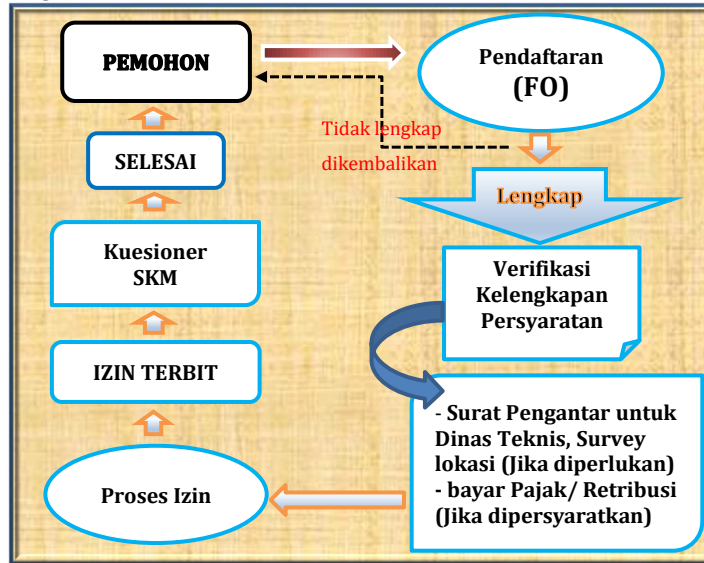 PEMOHON
Pendaftaran
(FO)
Tidak lengkap
dikembalikan
Lengkap
Verifikasi
Kelengkapan
Persyaratan
- Surat Pengantar untuk
Dinas Teknis, Survey
lokasi (Jika diperlukan)
- bayar Pajak/ Retribusi
(Jika dipersyaratkan)
Proses Izin
IZIN TERBIT
Kuesioner
SKM
SELESAI